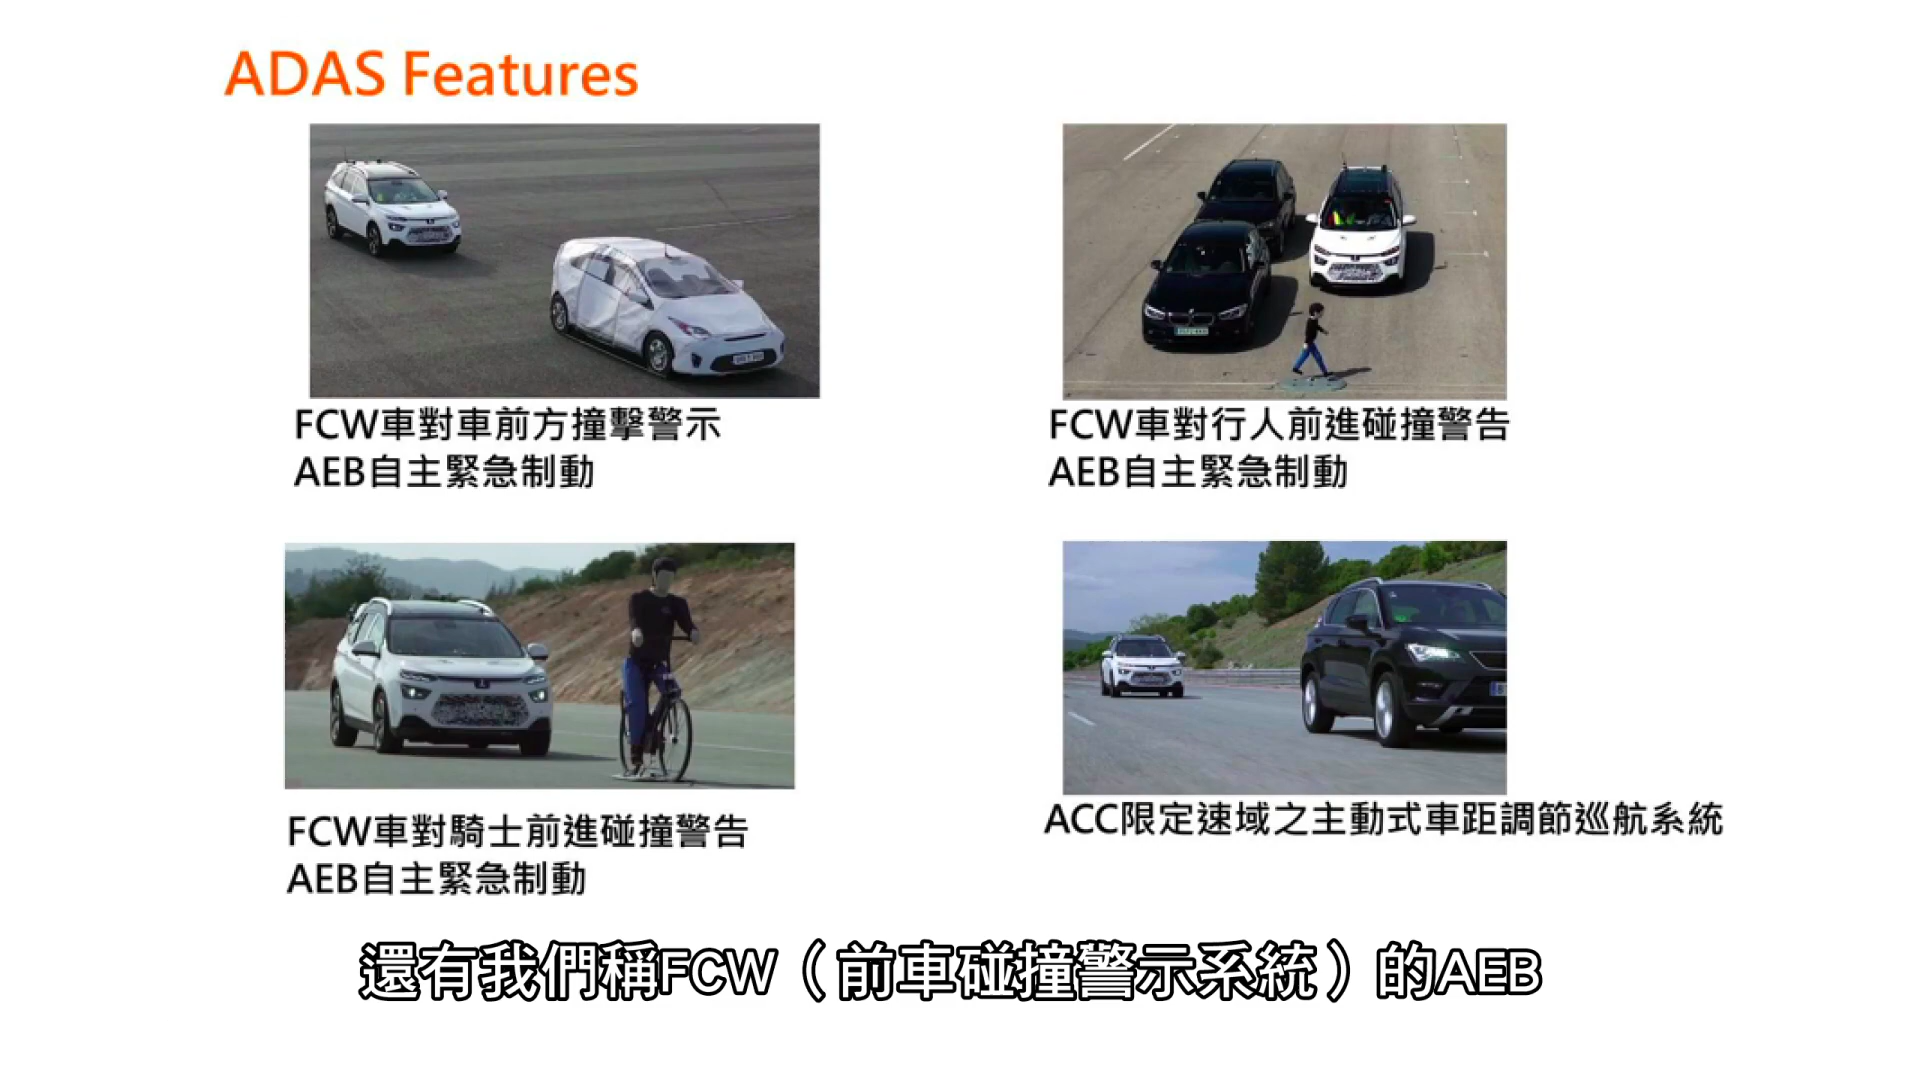 ADAS Features
FCW車對車前方撞擊警示
AEB自主緊急制動
FCW車對行人前進碰撞警告
AEB自主緊急制動
FCW車對騎士前進碰撞警告
AEB自主緊急制動
ACC限定速域之主動式車距調節巡航系統
還有我們稱FCW（前車碰撞警示系統）的AEB